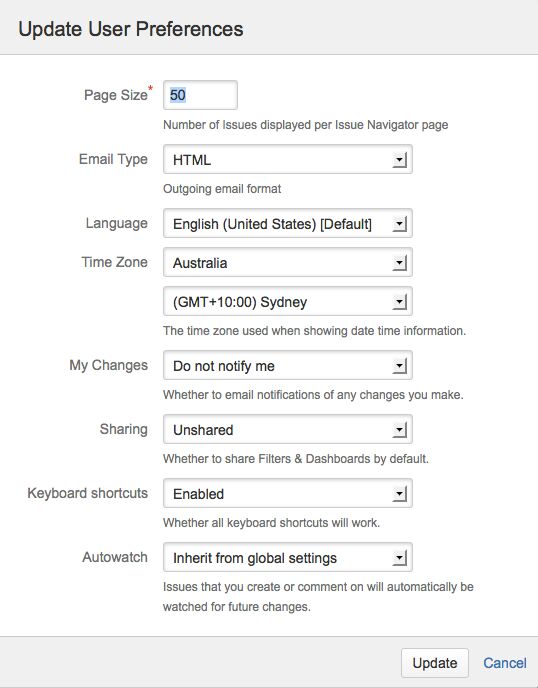 Update User Preferences
Page Size* 50
Number of Issues displayed per Issue Navigator page
Email Type HTML
Outgoing email format
Language English (United States) [Default]
Time Zone Australia
(GMT+10:00) Sydney
The time zone used when showing date time information.
My Changes Do not notify me
Whether to email notifications of any changes you make.
Sharing Unshared
Whether to share Filters & Dashboards by default.
Keyboard shortcuts Enabled
Whether all keyboard shortcuts will work.
Autowatch Inherit from global settings
Issues that you create or comment on will automatically be
watched for future changes.
Update Cancel